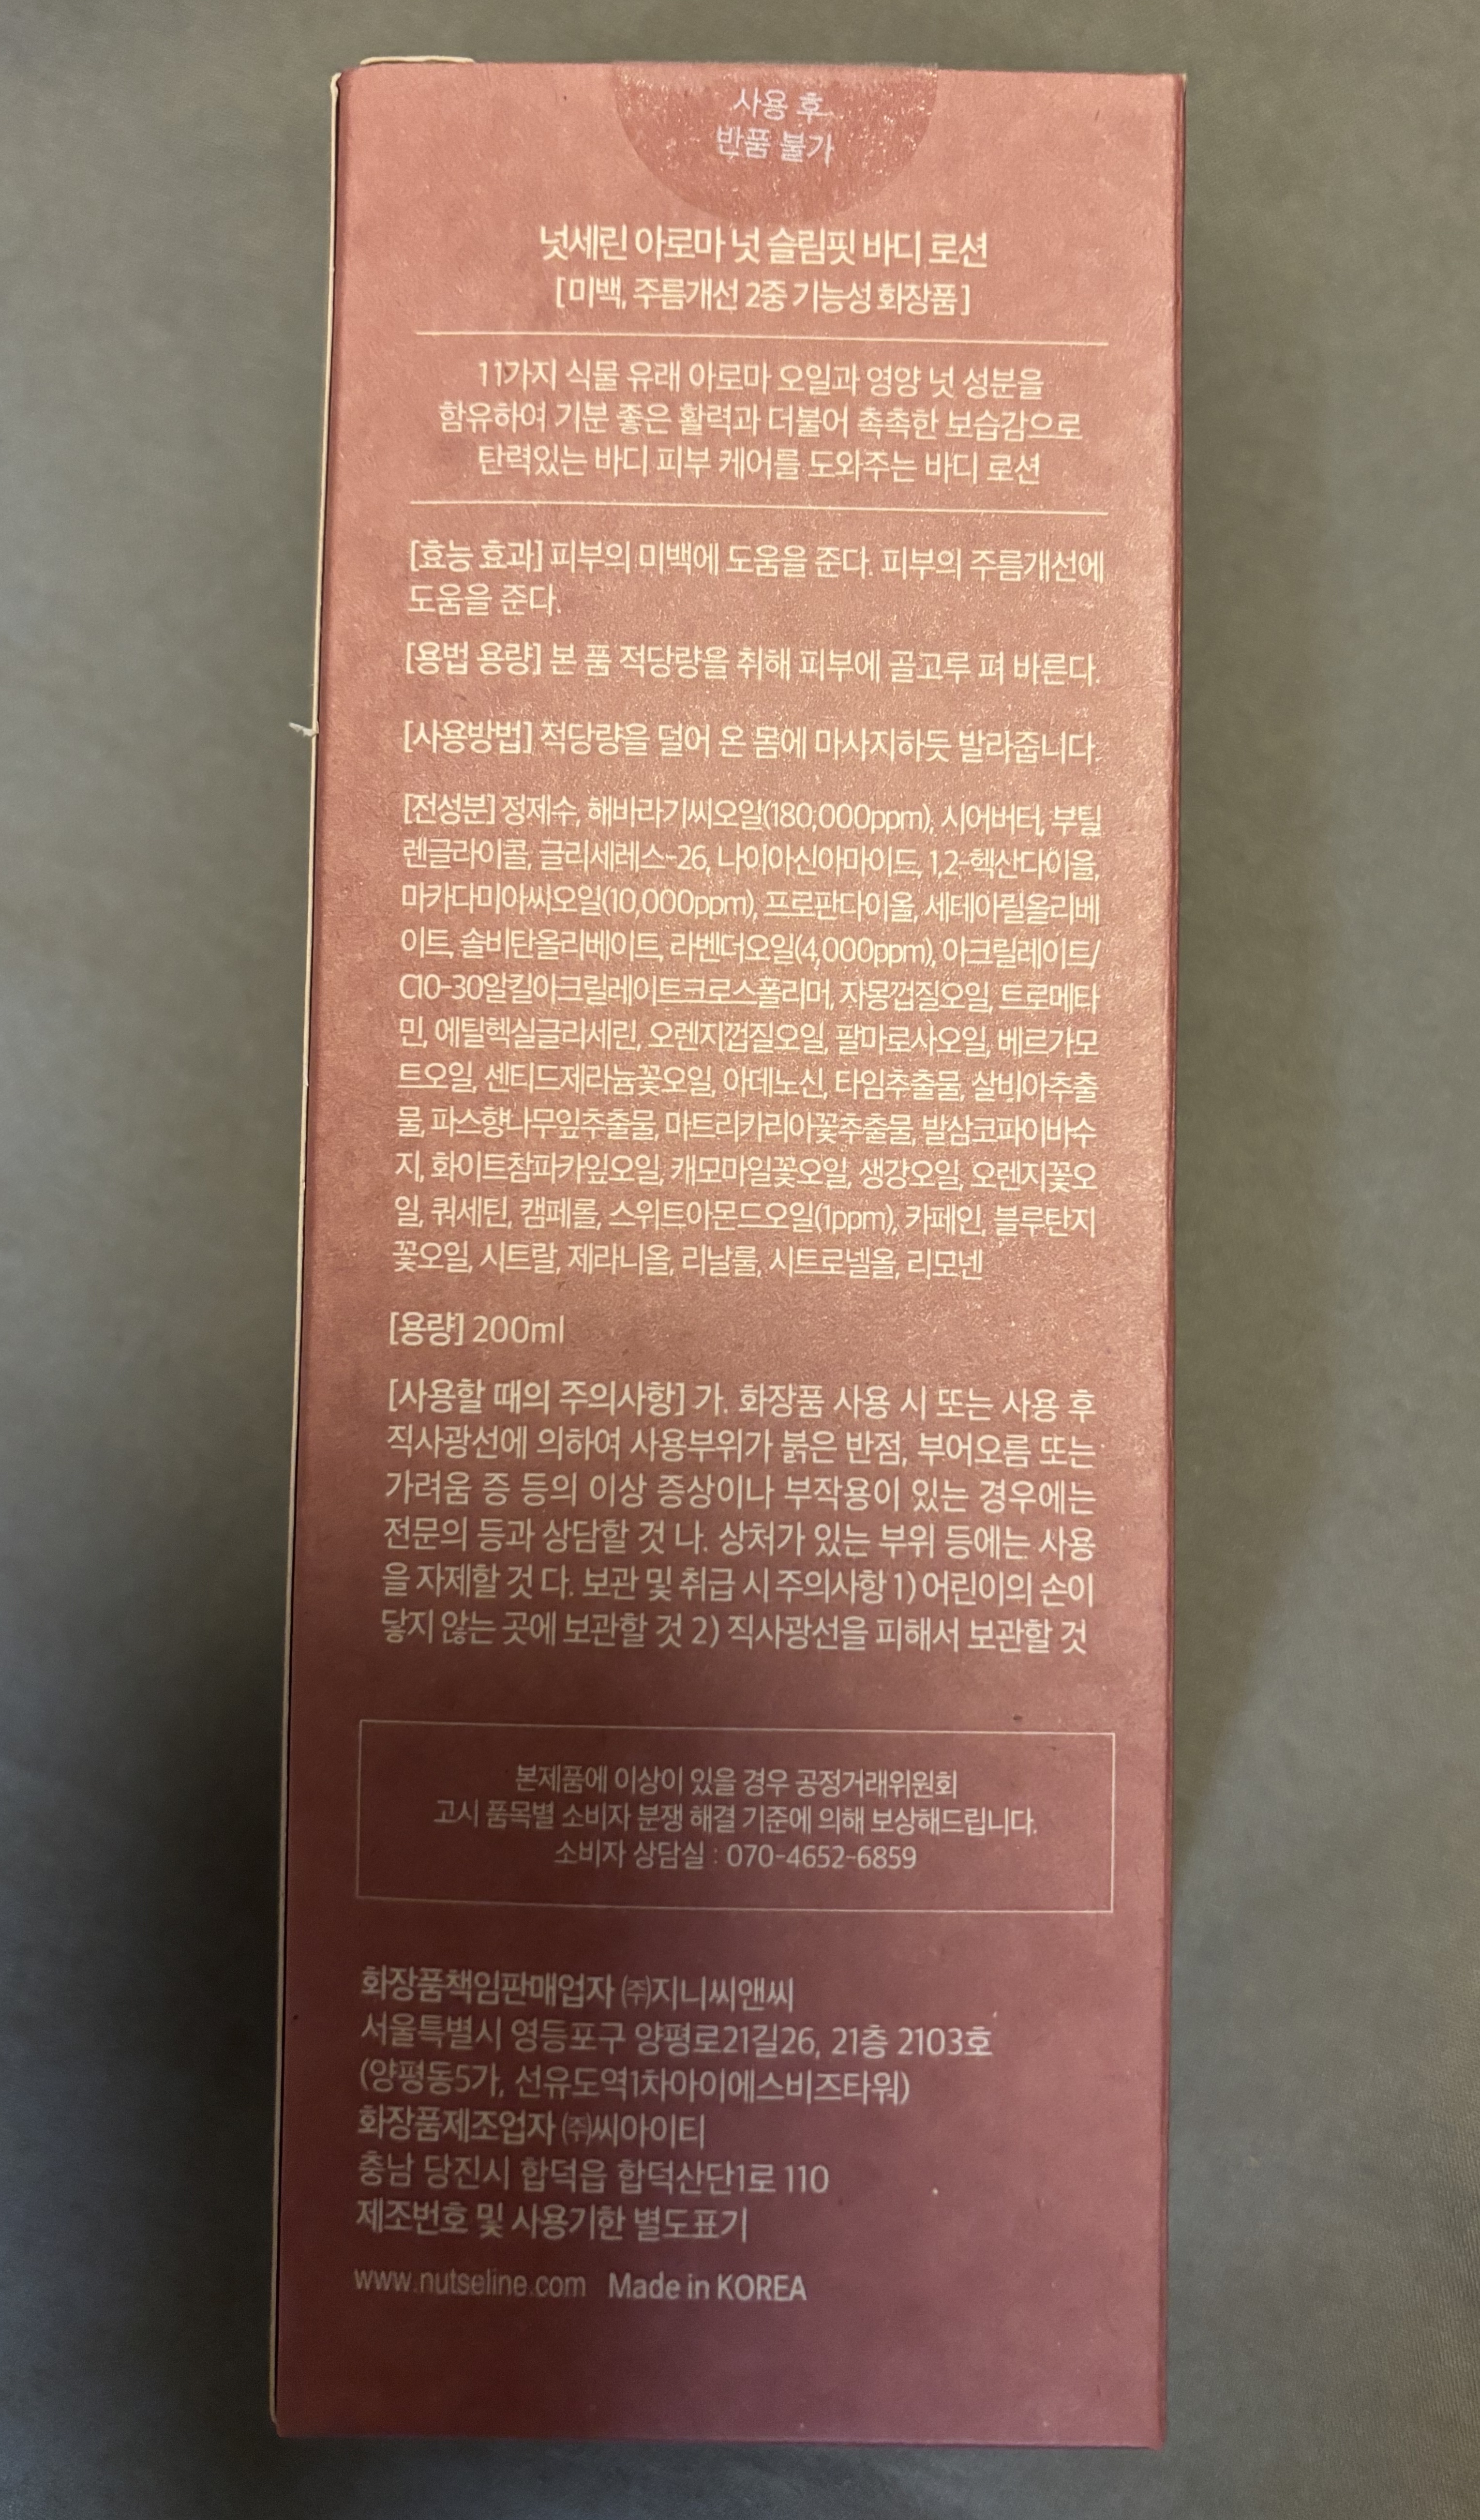 사용 후
반품 불가
넛세린 아로마 넛 슬림핏 바디 로션
[미백, 주름개선 2중 기능성 화장품]
11가지 식물 유래 아로마 오일과 영양 넛 성분을
함유하여 기분 좋은 활력과 더불어 촉촉한 보습감으로
탄력있는 바디 피부 케어를 도와주는 바디 로션
[효능 효과] 피부의 미백에 도움을 준다. 피부의 주름개선에
도움을 준다.
[용법 용량] 본 품 적당량을 취해 피부에 골고루 펴 바른다.
[사용방법] 적당량을 덜어 온 몸에 마사지하듯 발라줍니다.
[전성분] 정제수, 해바라기씨오일(180,000ppm), 시어버터, 부틸
렌글라이콜, 글리세레스-26, 나이아신아마이드, 1,2-헥산다이올,
마카다미아씨오일(10,000ppm), 프로판다이올, 세테아릴올리베
이트, 솔비탄올리베이트, 라벤더오일(4,000ppm), 아크릴레이트/
C10-30알킬아크릴레이트크로스폴리머, 자몽껍질오일, 트로메타
민, 에틸헥실글리세린, 오렌지껍질오일, 팔마로사오일, 베르가모
트오일, 센티드제라늄꽃오일, 아데노신, 타임추출물, 살비아추출
물, 파스향나무잎추출물, 마트리카리아꽃추출물, 발삼코파이바수
지, 화이트참파카잎오일, 캐모마일꽃오일, 생강오일, 오렌지꽃오
일, 쿼세틴, 캠페롤, 스위트아몬드오일(1ppm), 카페인, 블루탄지
꽃오일, 시트랄, 제라니올, 리날룰, 시트로넬올, 리모넨
[용량] 200ml
[사용할 때의 주의사항] 가. 화장품 사용 시 또는 사용 후
직사광선에 의하여 사용부위가 붉은 반점, 부어오름 또는
가려움 증 등의 이상 증상이나 부작용이 있는 경우에는
전문의 등과 상담할 것 나. 상처가 있는 부위 등에는 사용
을 자제할 것 다. 보관 및 취급 시 주의사항 1) 어린이의 손이
닿지 않는 곳에 보관할 것 2) 직사광선을 피해서 보관할 것
본제품에 이상이 있을 경우 공정거래위원회
고시 품목별 소비자 분쟁 해결 기준에 의해 보상해드립니다.
소비자 상담실 : 070-4652-6859
화장품책임판매업자 ㈜지니씨앤씨
서울특별시 영등포구 양평로21길26, 21층 2103호
(양평동5가, 선유도역1차아이에스비즈타워)
화장품제조업자 ㈜씨아이티
충남 당진시 합덕읍 합덕산단1로 110
제조번호 및 사용기한 별도표기
www.nutseline.com Made in KOREA